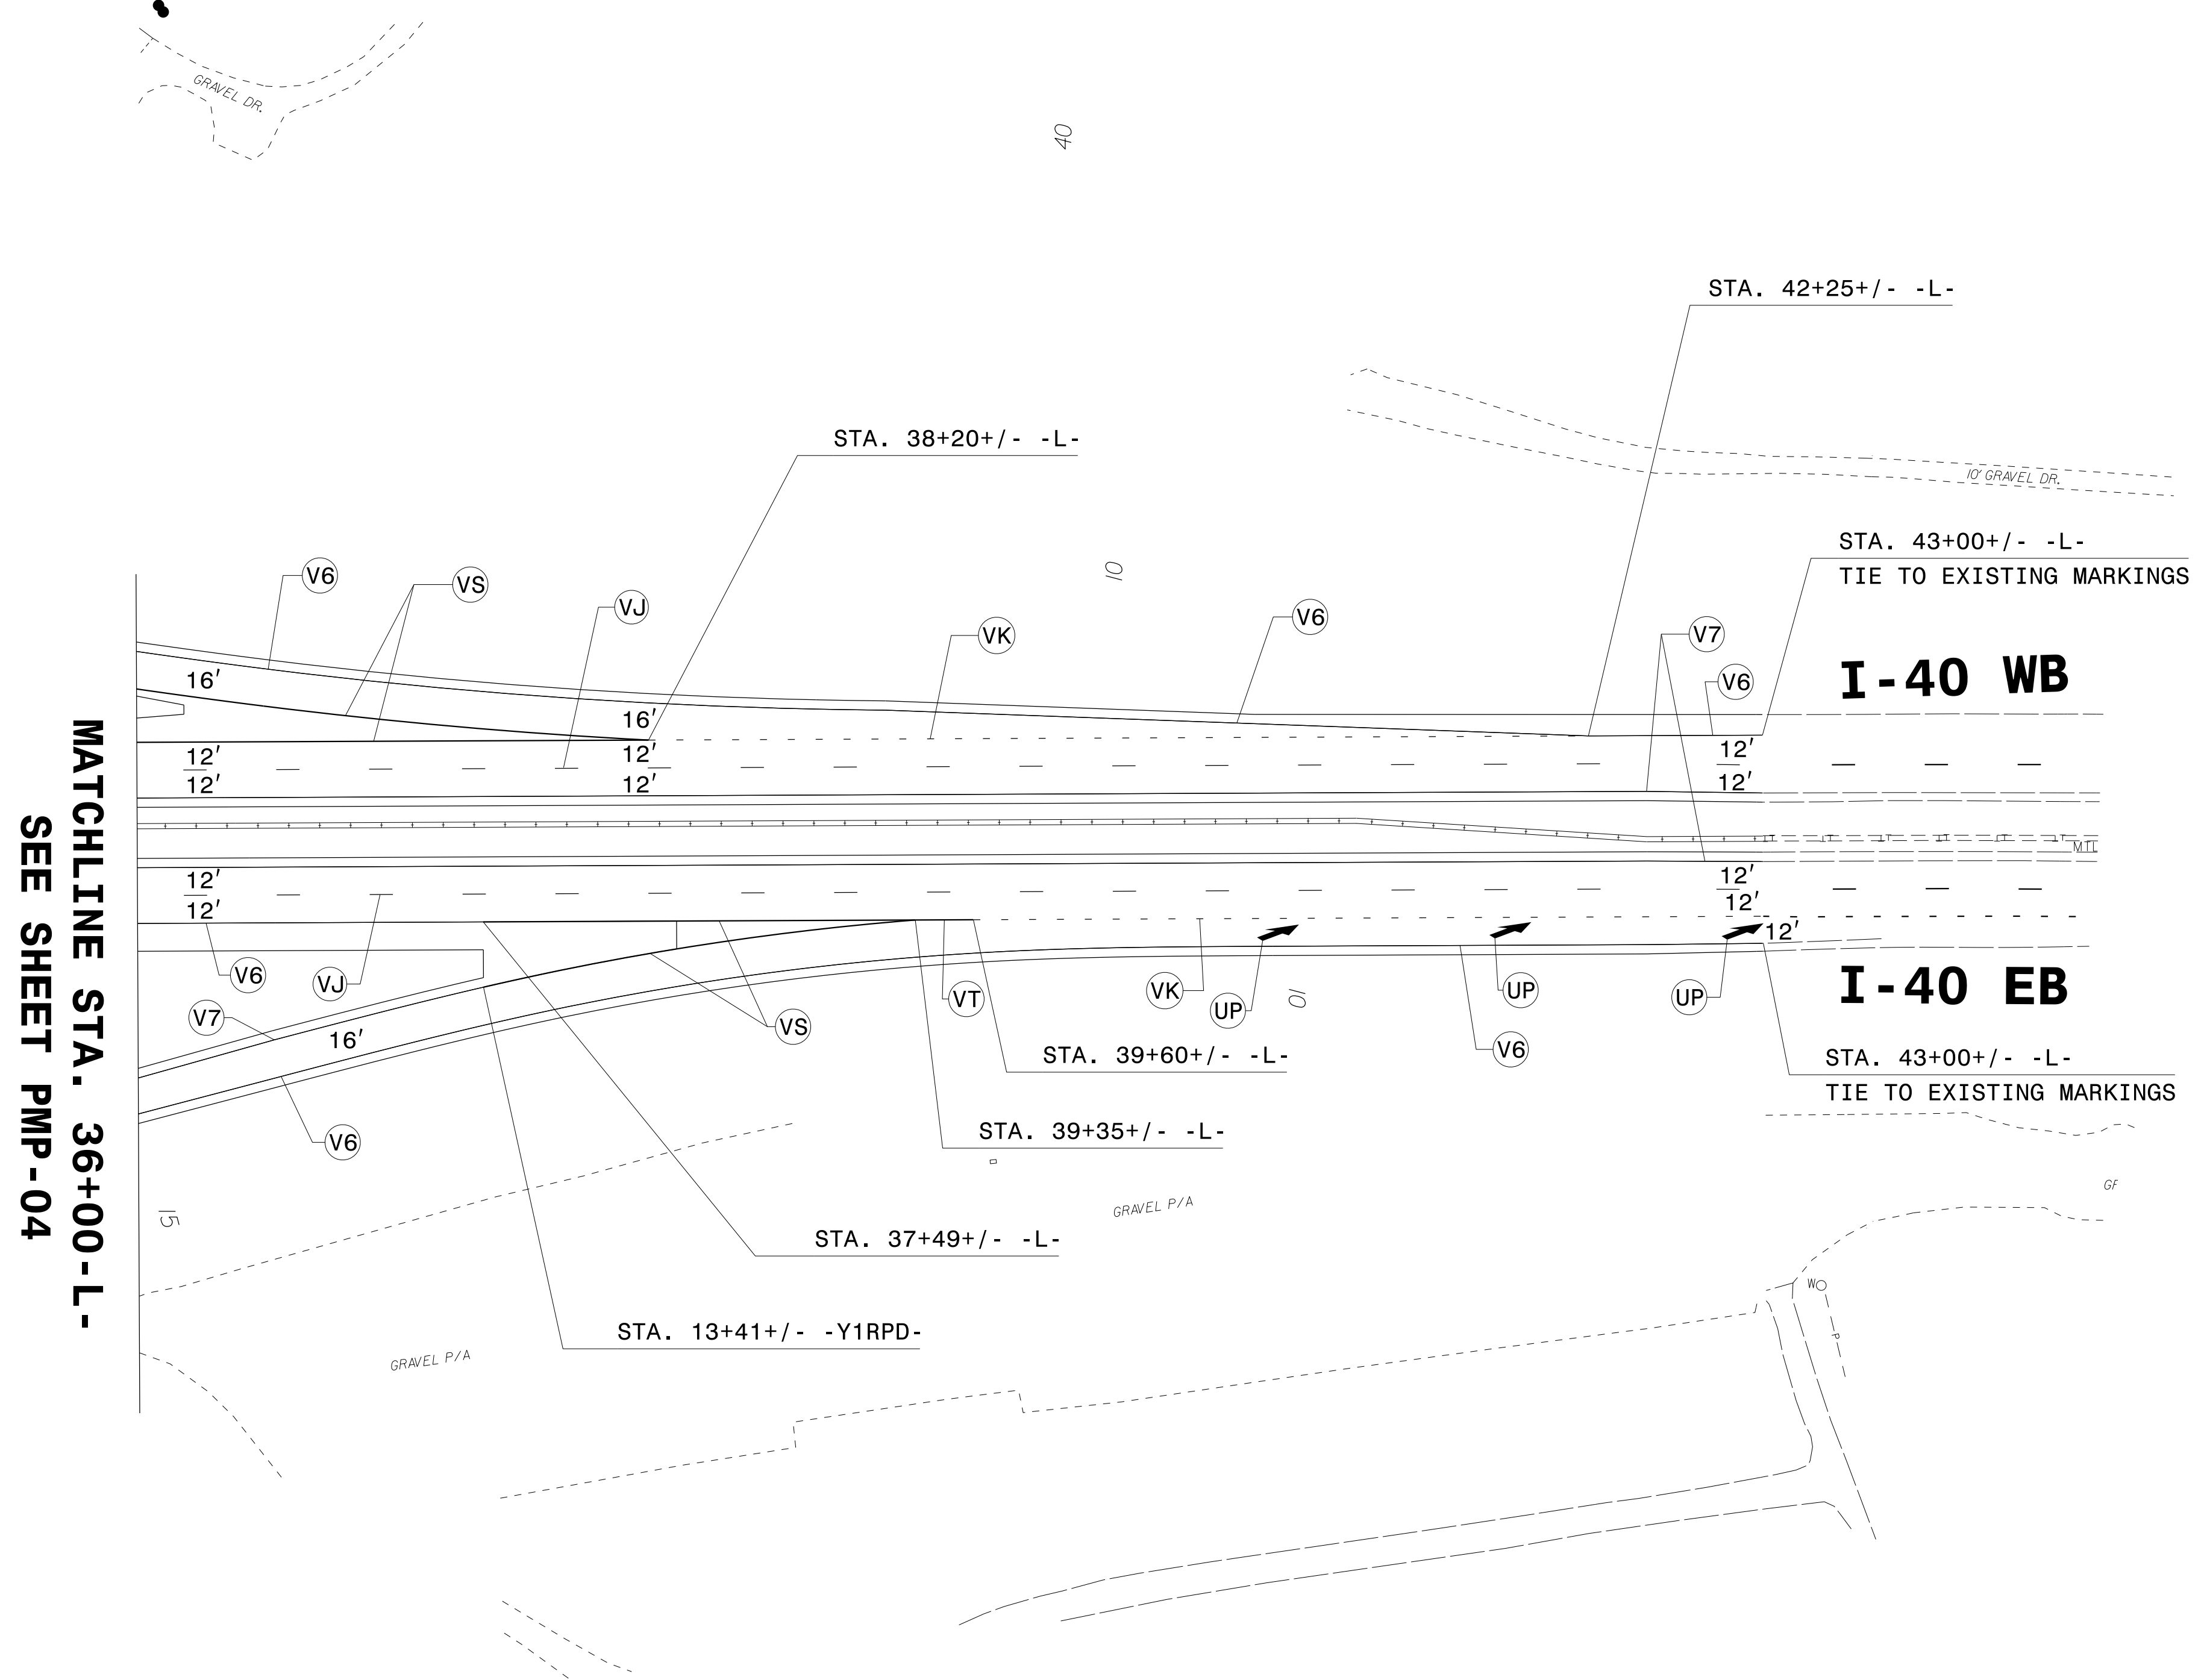 GRAVEL DR.
40
STA. 42+25+/- -L-
STA. 38+20+/- -L-
10' GRAVEL DR.
STA. 43+00+/- -L-
TIE TO EXISTING MARKINGS
V6
VS
VJ
VK
10
V6
V7
V6
I-40 WB
16'
16'
12'
12'
12'
12'
12'
12'
MATCHLINE STA. 36+00-L-
SEE SHEET PMP-04
T
T
T
T
T
T
MTL
12'
12'
12'
12'
12'
V6
VJ
V7
16'
VS
VT
VK
UP
10
UP
UP
V6
I-40 EB
STA. 39+60+/- -L-
STA. 43+00+/- -L-
TIE TO EXISTING MARKINGS
V6
STA. 39+35+/- -L-
15
GRAVEL P/A
STA. 37+49+/- -L-
W
P
STA. 13+41+/- -Y1RPD-
GRAVEL P/A